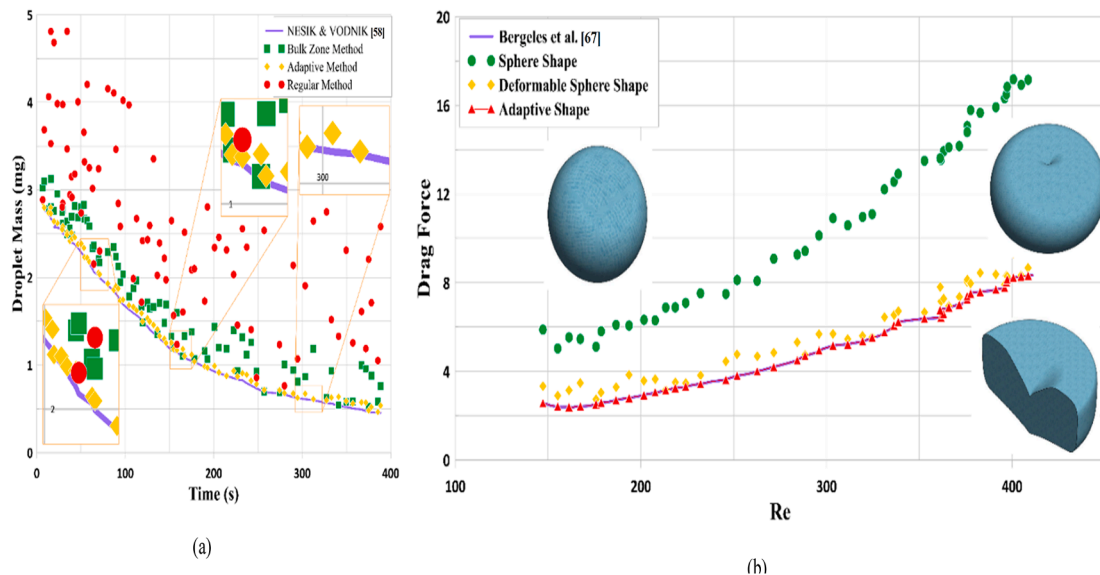 5
NESIK & VODNIK [58]
Bulk Zone Method
Adaptive Method
Regular Method
4
3
2
1
0
Droplet Mass (mg)
300
1
2
0
100
200
300
400
Time (s)
(a)
20
Bergeles et al. [67]
Sphere Shape
Deformable Sphere Shape
Adaptive Shape
16
12
8
4
0
Drag Force
100
200
300
400
Re
(b)